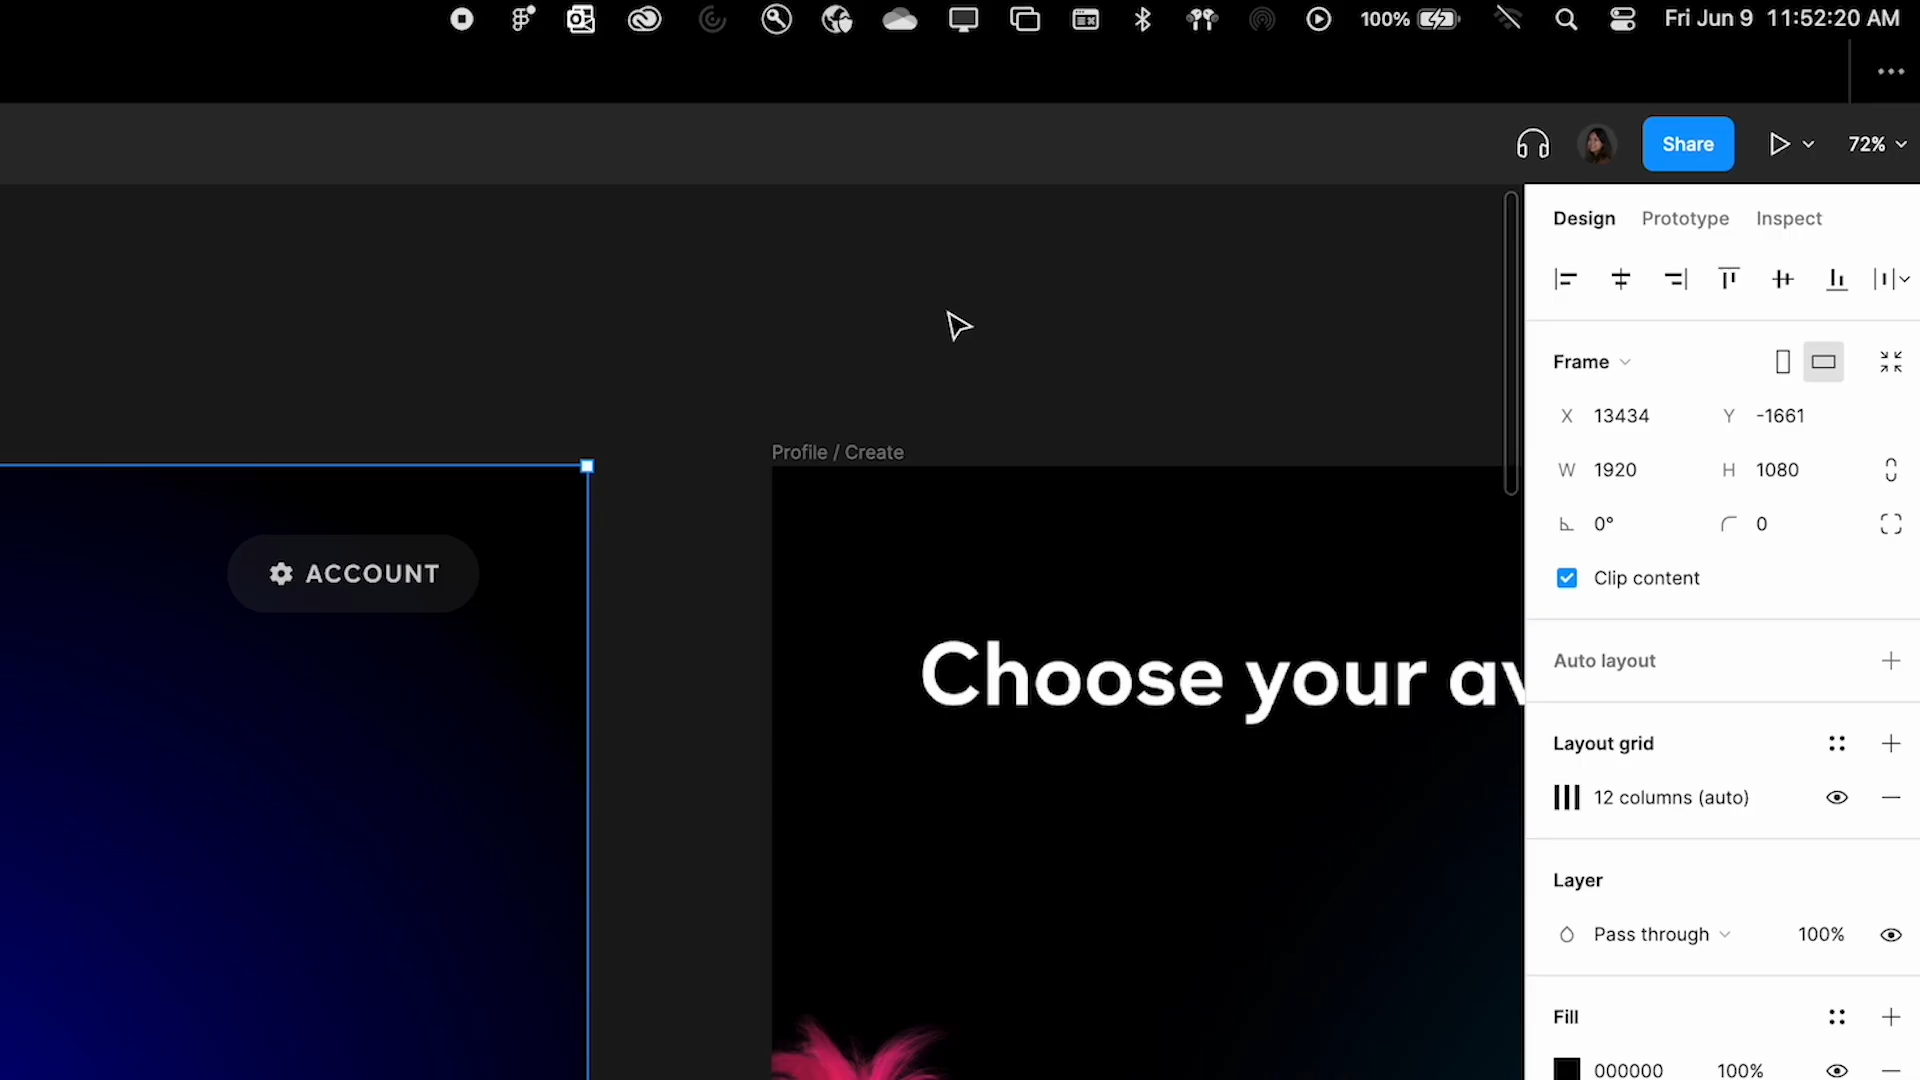 100% Fri Jun 9 11:52:20 AM
Share 72%
Design Prototype Inspect
Frame
X 13434 Y -1661
W 1920 H 1080
0° 0
Clip content
Auto layout
Layout grid
12 columns (auto)
Layer
Pass through 100%
Fill
000000 100%
Profile / Create
ACCOUNT
Choose your av